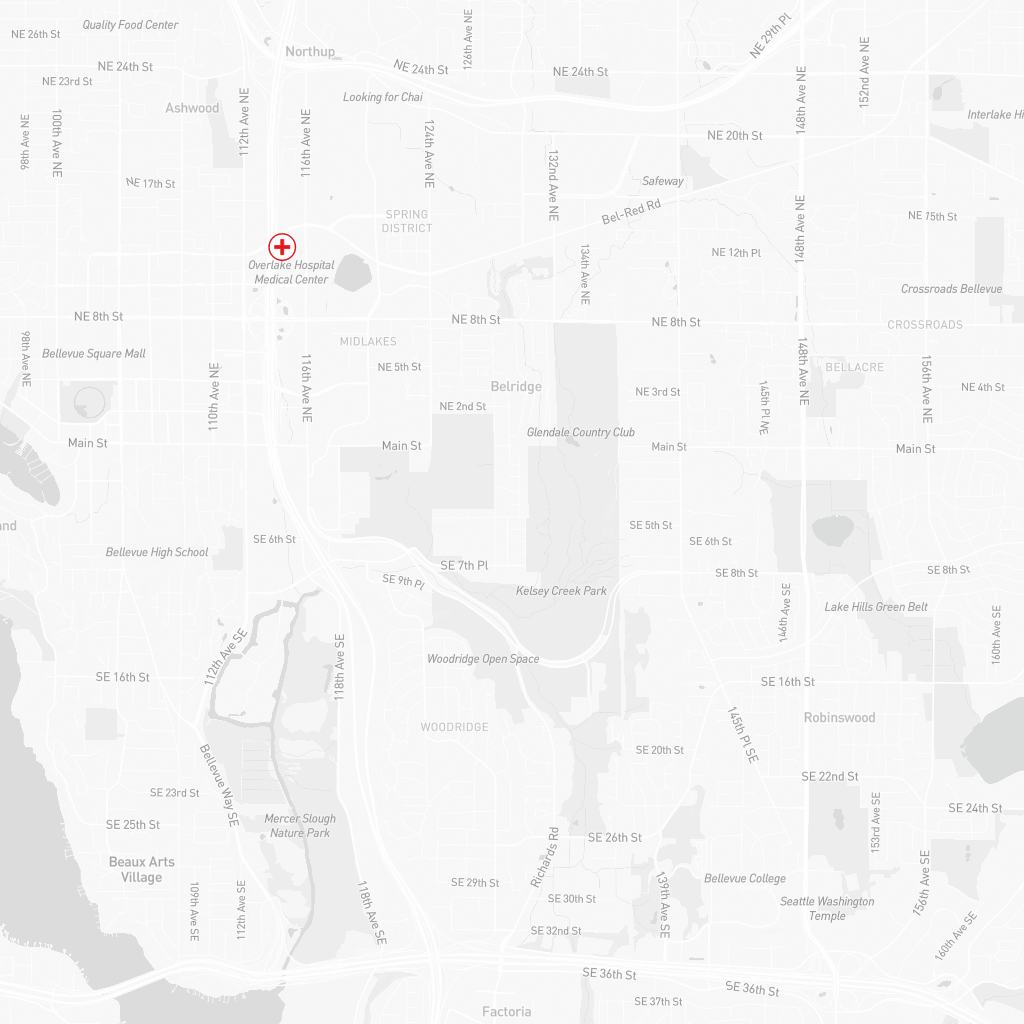 Quality Food Center
NE 26th St
Northup
126th Ave NE
NE 29th Pl
NE 24th St
NE 24th St
NE 24th St
NE 23rd St
148th Ave NE
152nd Ave NE
Looking for Chai
Ashwood
112th Ave NE
116th Ave NE
100th Ave NE
98th Ave NE
124th Ave NE
NE 20th St
Interlake Hi
NE 17th St
132nd Ave NE
Safeway
Bel-Red Rd
SPRING
DISTRICT
148th Ave NE
NE 15th St
NE 12th Pl
134th Ave NE
Overlake Hospital
Medical Center
Crossroads Bellevue
NE 8th St
NE 8th St
NE 8th St
CROSSROADS
98th Ave NE
Bellevue Square Mall
MIDLAKES
110th Ave NE
116th Ave NE
NE 5th St
148th Ave NE
BELLACRE
156th Ave NE
Belridge
NE 3rd St
145th Pl NE
NE 4th St
NE 2nd St
Glendale Country Club
Main St
Main St
Main St
Main St
and
SE 5th St
SE 6th St
SE 6th St
Bellevue High School
SE 7th Pl
SE 9th Pl
SE 8th St
SE 8th St
Kelsey Creek Park
146th Ave SE
Lake Hills Green Belt
160th Ave SE
112th Ave SE
118th Ave SE
Woodridge Open Space
SE 16th St
SE 16th St
WOODRIDGE
145th Pl SE
Robinswood
SE 20th St
Bellevue Way SE
SE 22nd St
SE 23rd St
SE 24th St
Mercer Slough
Nature Park
SE 25th St
153rd Ave SE
SE 26th St
Richards Rd
Beaux Arts
Village
SE 29th St
139th Ave SE
Bellevue College
156th Ave SE
109th Ave SE
112th Ave SE
118th Ave SE
SE 30th St
Seattle Washington
Temple
SE 32nd St
160th Ave SE
SE 36th St
SE 36th St
SE 37th St
Factoria